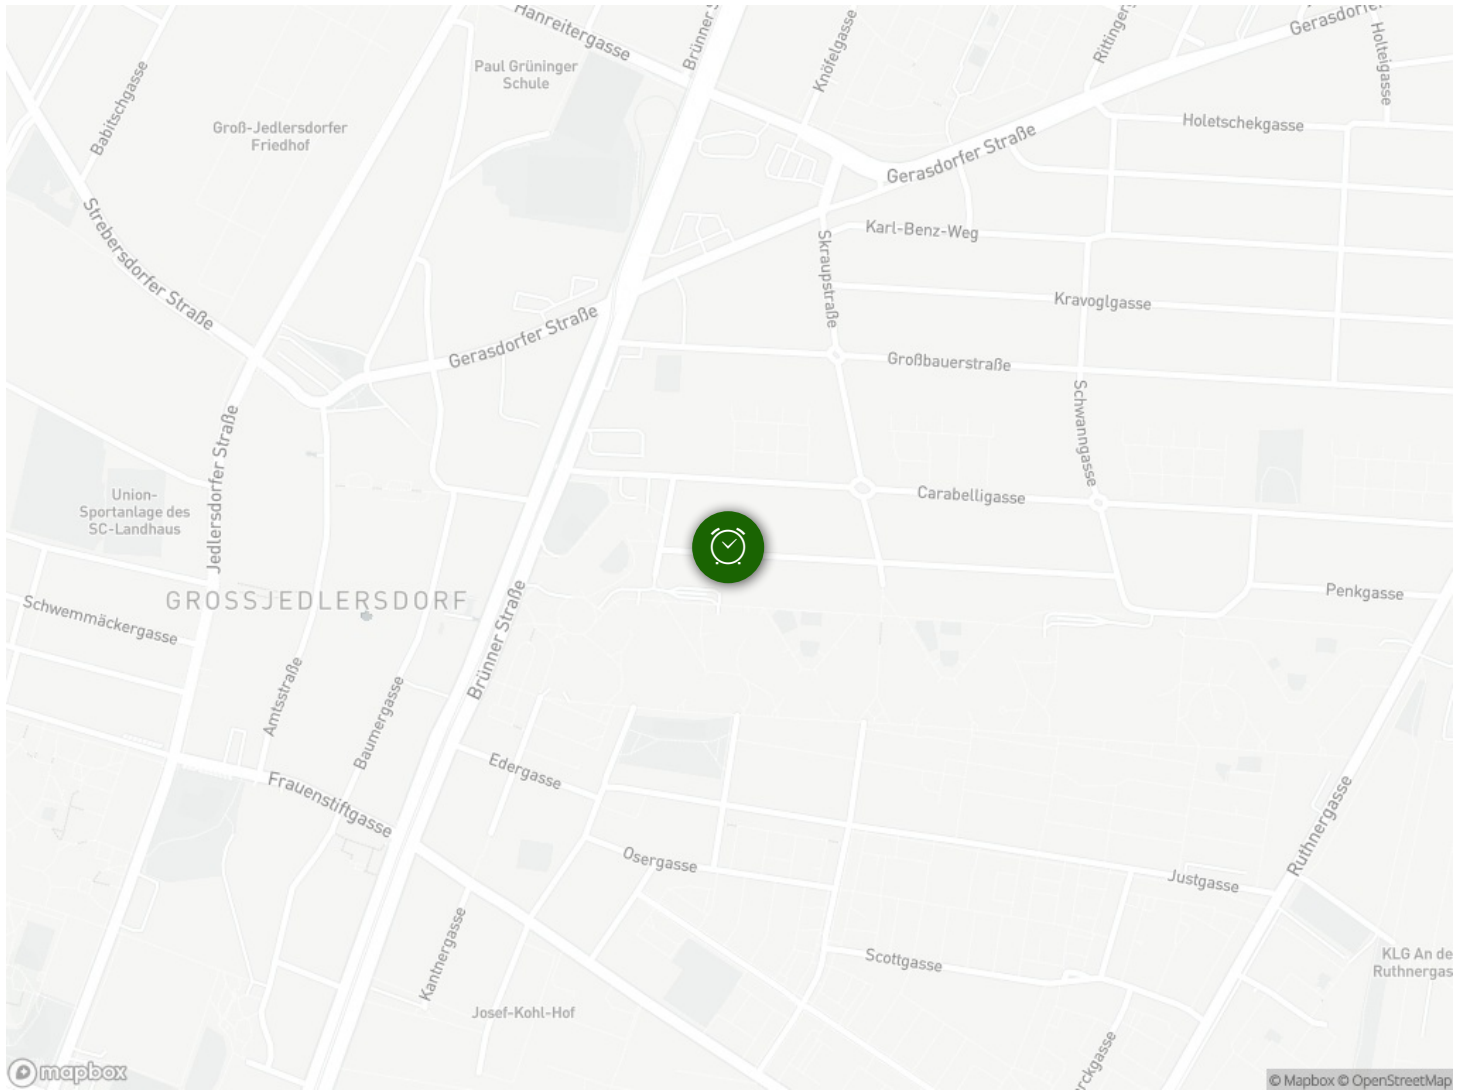 Hanreitergasse
Brünner S
Knöfelgasse
Rittinger
Gerasdorfer
Holteigasse
Paul Grüninger
Schule
Babitschgasse
Groß-Jedlersdorfer
Friedhof
Holetschekgasse
Gerasdorfer Straße
Strebersdorfer Straße
Karl-Benz-Weg
Skraupstraße
Kravoglgasse
Gerasdorfer Straße
Großbauerstraße
Schwanngasse
Jedlersdorfer Straße
Union-
Sportanlage des
SC-Landhaus
Carabelligasse
GROSSJEDLERSDORF
Penkgasse
Schwemmäckergasse
Brünner Straße
Amtsstraße
Baumergasse
Edergasse
Frauenstiftgasse
Ruthnergasse
Osergasse
Justgasse
Kantnergasse
Scottgasse
KLG An de
Ruthnergas
Josef-Kohl-Hof
rckgasse
mapbox
© Mapbox © OpenStreetMap